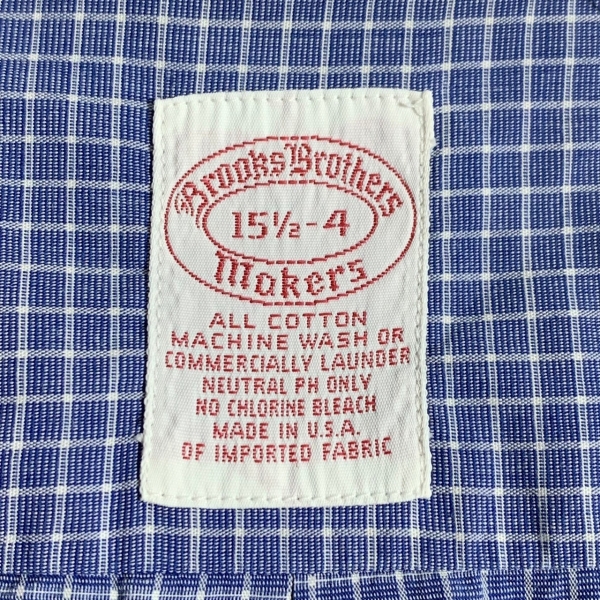 Brooks Brothers
15½-4
Makers
ALL COTTON
MACHINE WASH OR
COMMERCIALLY LAUNDER
NEUTRAL PH ONLY
NO CHLORINE BLEACH
MADE IN U.S.A.
OF IMPORTED FABRIC